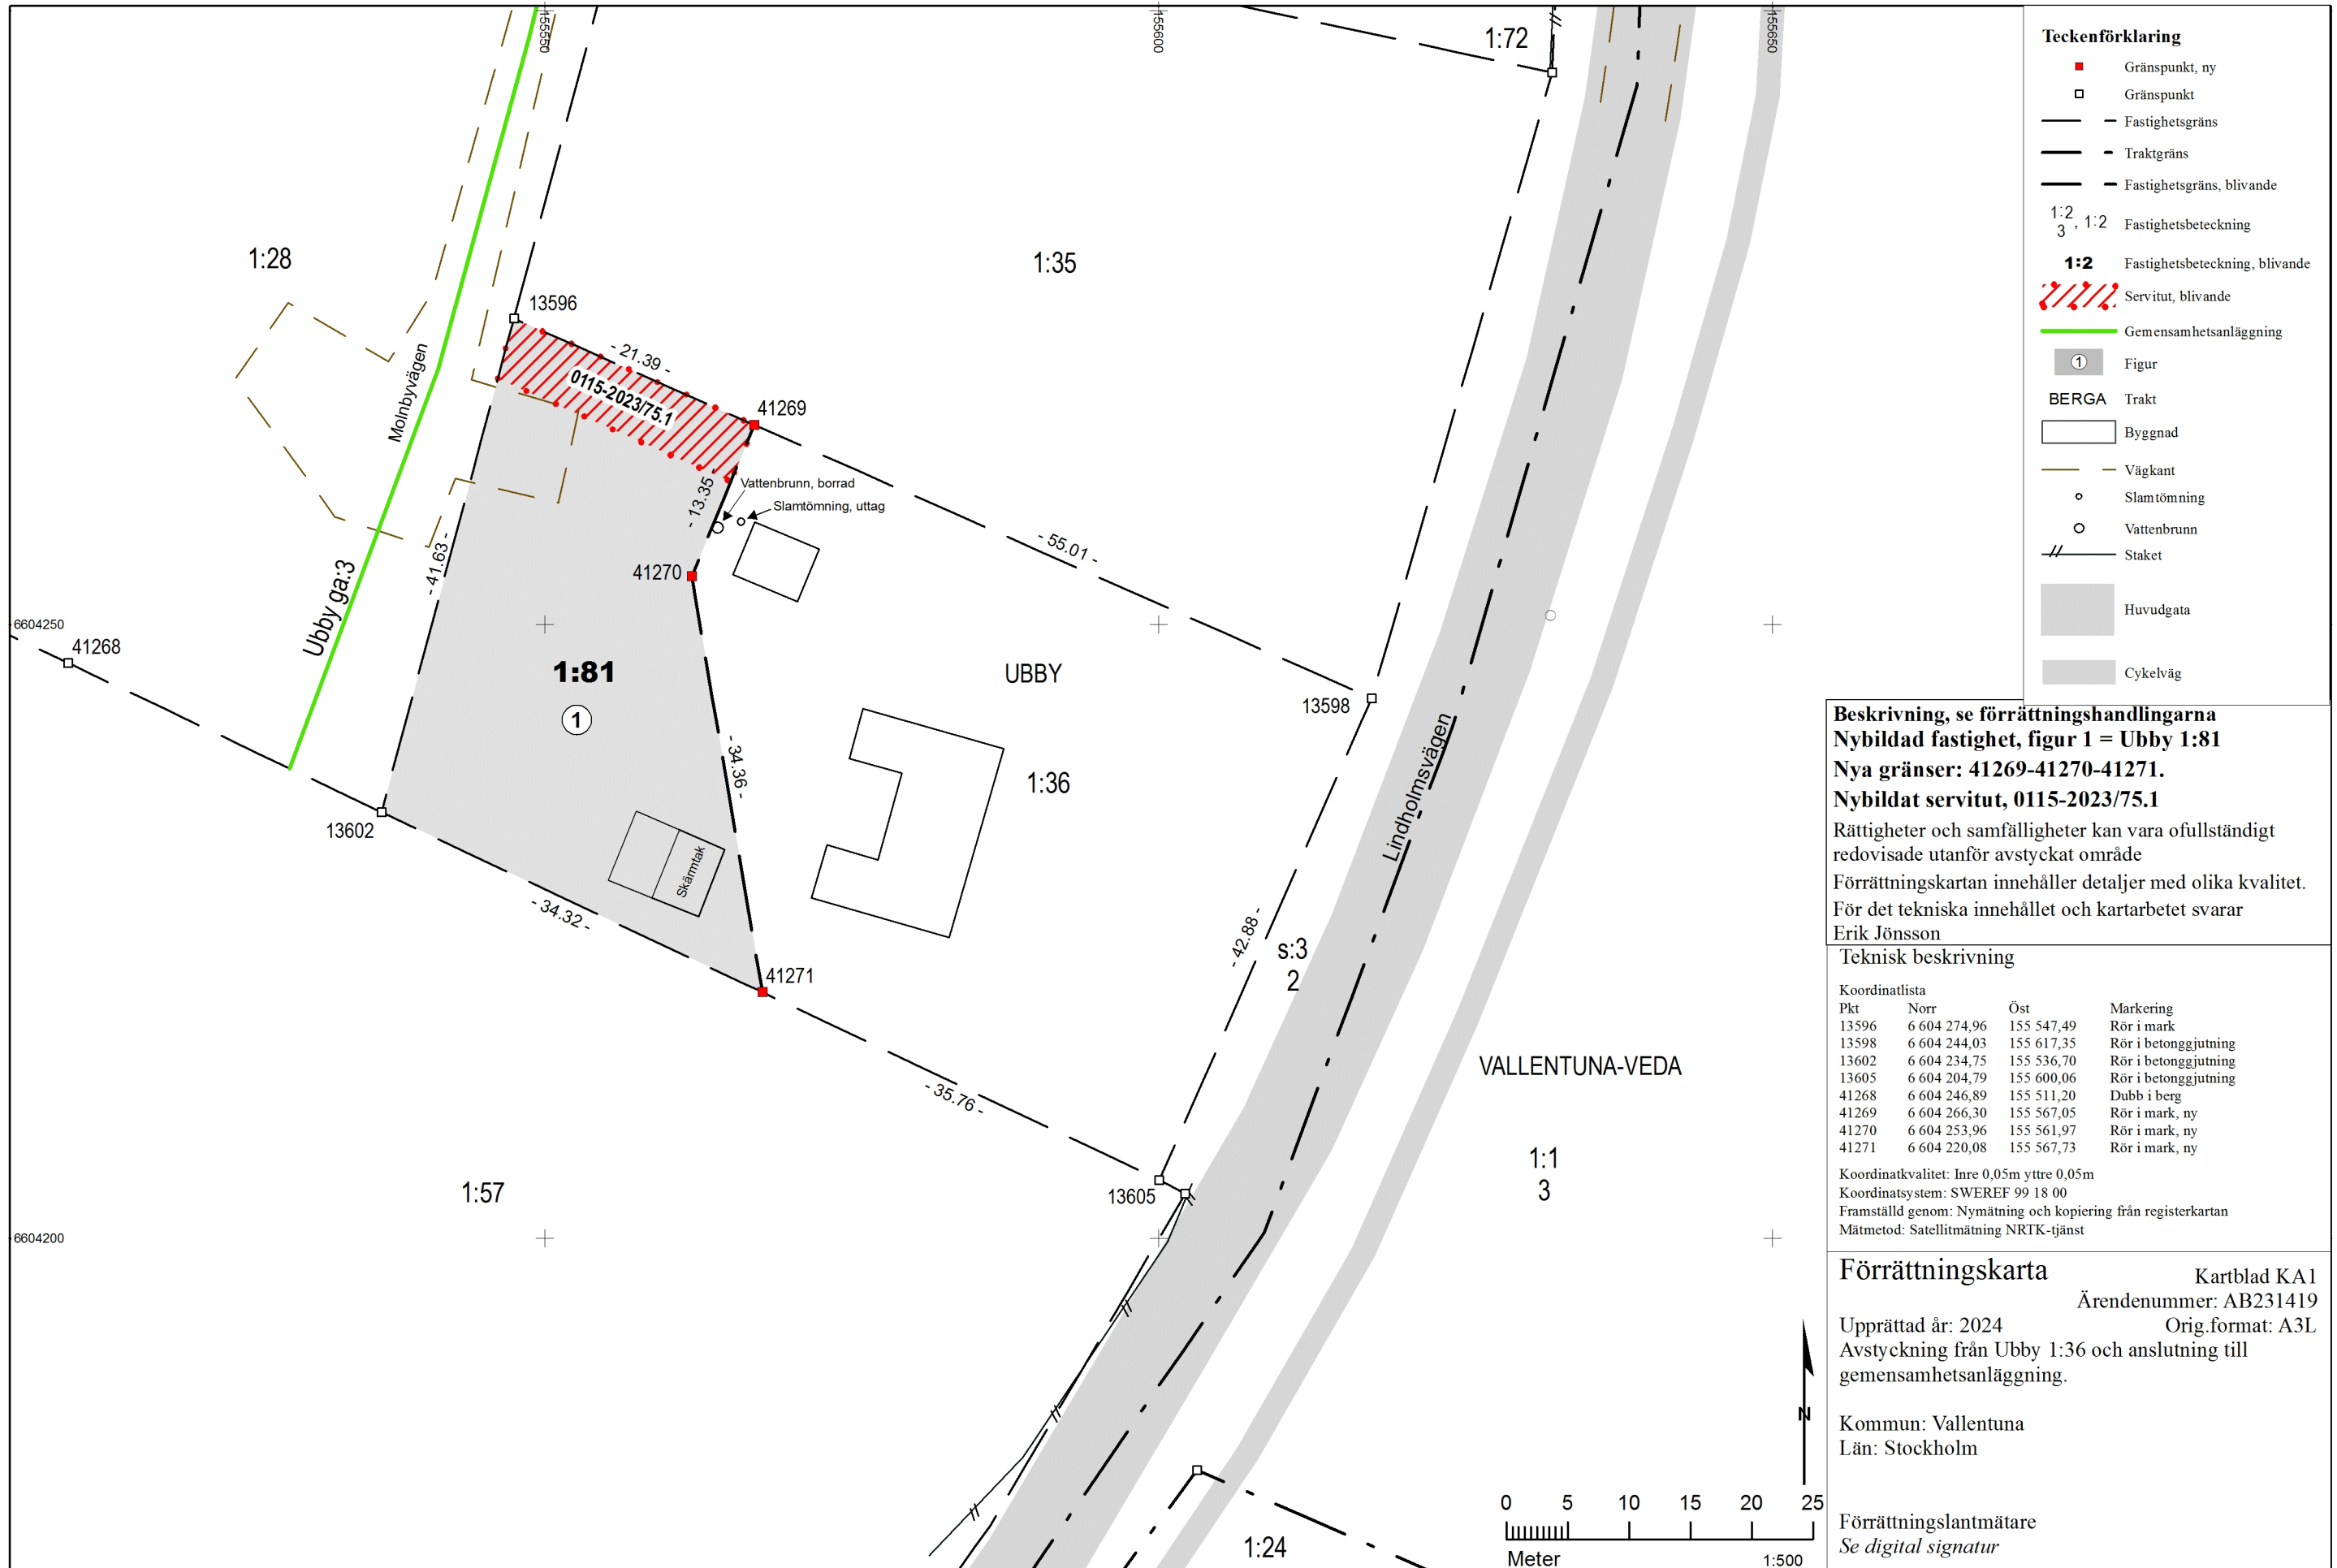 155550
155600
155650
1:72
1:28
1:35
13596
- 21.39 -
0115-2023/75.1
41269
Molnbyvägen
Vattenbrunn, borrad
- 13.35
Slamtömning, uttag
- 55.01 -
- 41.63 -
41270
Ubby ga:3
6604250
41268
1:81
1
UBBY
13598
Lindholmsvägen
- 34.36 -
1:36
13602
Skärmtak
- 34.32 -
- 42.88 -
s:3
2
41271
VALLENTUNA-VEDA
- 35.76 -
1:1
3
1:57
13605
6604200
1:24
0 5 10 15 20 25
Meter
1:500
N
Teckenförklaring
Gränspunkt, ny
Gränspunkt
Fastighetsgräns
Traktgräns
Fastighetsgräns, blivande
1:2
3 , 1:2 Fastighetsbeteckning
1:2 Fastighetsbeteckning, blivande
Servitut, blivande
Gemensamhetsanläggning
1 Figur
BERGA Trakt
Byggnad
Vägkant
Slamtömning
Vattenbrunn
Staket
Huvudgata
Cykelväg
Beskrivning, se förrättningshandlingarna
Nybildad fastighet, figur 1 = Ubby 1:81
Nya gränser: 41269-41270-41271.
Nybildat servitut, 0115-2023/75.1
Rättigheter och samfälligheter kan vara ofullständigt
redovisade utanför avstyckat område
Förrättningskartan innehåller detaljer med olika kvalitet.
För det tekniska innehållet och kartarbetet svarar
Erik Jönsson
Teknisk beskrivning
Koordinatlista
Pkt Norr Öst Markering
13596 6 604 274,96 155 547,49 Rör i mark
13598 6 604 244,03 155 617,35 Rör i betonggjutning
13602 6 604 234,75 155 536,70 Rör i betonggjutning
13605 6 604 204,79 155 600,06 Rör i betonggjutning
41268 6 604 246,89 155 511,20 Dubb i berg
41269 6 604 266,30 155 567,05 Rör i mark, ny
41270 6 604 253,96 155 561,97 Rör i mark, ny
41271 6 604 220,08 155 567,73 Rör i mark, ny
Koordinatkvalitet: Inre 0,05m yttre 0,05m
Koordinatsystem: SWEREF 99 18 00
Framställd genom: Nymätning och kopiering från registerkartan
Mätmetod: Satellitmätning NRTK-tjänst
Förrättningskarta
Kartblad KA1
Ärendenummer: AB231419
Upprättad år: 2024 Orig.format: A3L
Avstyckning från Ubby 1:36 och anslutning till
gemensamhetsanläggning.
Kommun: Vallentuna
Län: Stockholm
Förrättningslantmätare
Se digital signatur